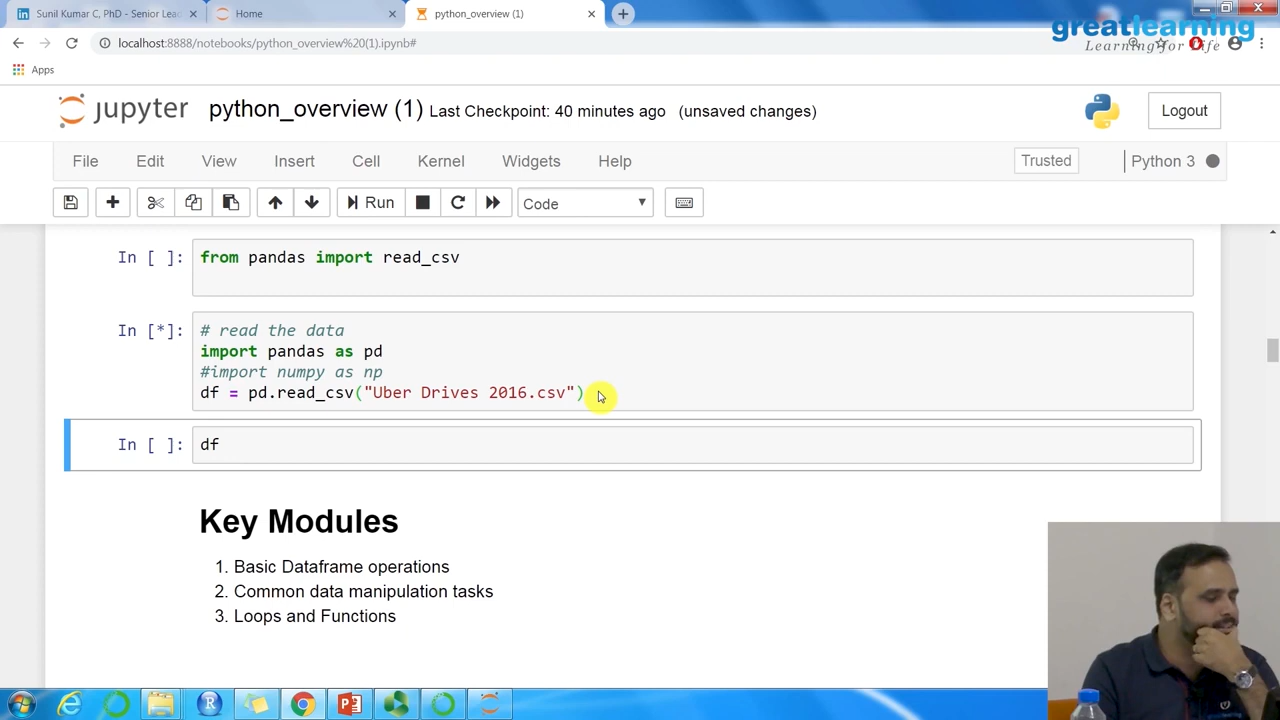 Sunil Kumar C, PhD - Senior Lead
Home
python_overview (1)
localhost:8888/notebooks/python_overview%20(1).ipynb#
greatlearning
Learning for Life
Apps
jupyter
python_overview (1) Last Checkpoint: 40 minutes ago (unsaved changes)
Logout
File Edit View Insert Cell Kernel Widgets Help
Trusted
Python 3
Run
Code
In [ ]: from pandas import read_csv
In [*]: # read the data
import pandas as pd
#import numpy as np
df = pd.read_csv("Uber Drives 2016.csv")
In [ ]: df
Key Modules
1. Basic Dataframe operations
2. Common data manipulation tasks
3. Loops and Functions